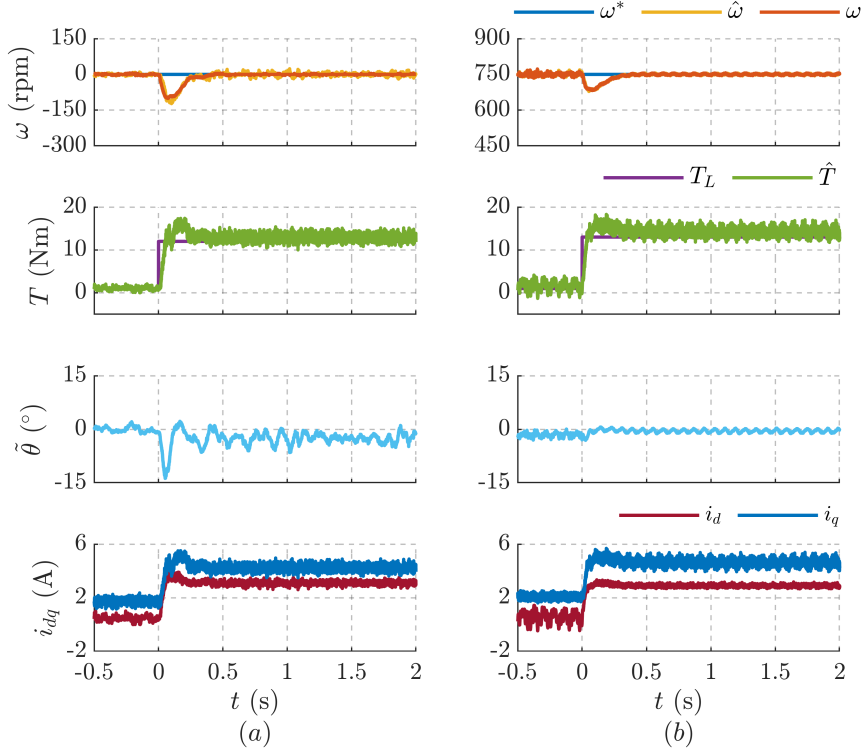 ω* ω̂ ω
150 900
0 750
-150 600
-300 450
ω (rpm)
T_L T̂
20 20
10 10
0 0
T (Nm)
15 15
0 0
-15 -15
θ̃ (°)
i_d i_q
6 6
2 2
-2 -2
i_dq (A)
-0.5 0 0.5 1 1.5 2 -0.5 0 0.5 1 1.5 2
t (s) t (s)
(a) (b)